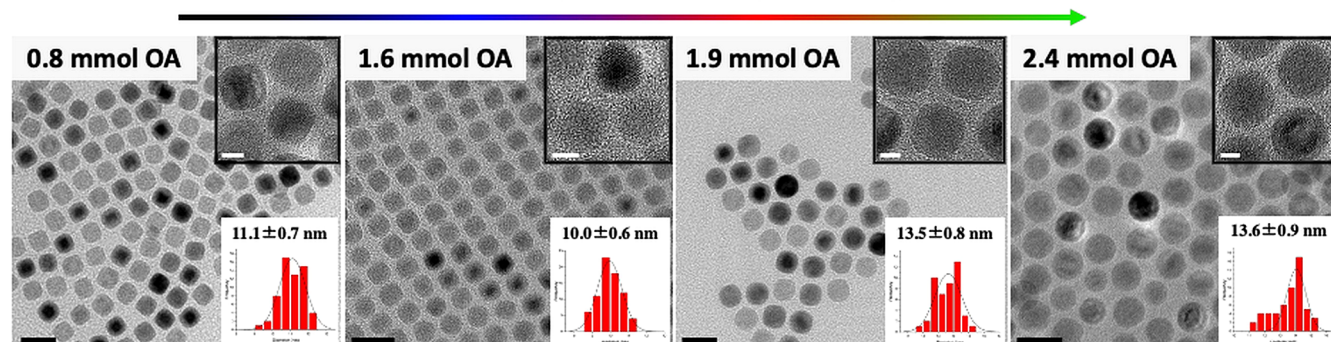 0.8 mmol OA
1.6 mmol OA
1.9 mmol OA
2.4 mmol OA
11.1±0.7 nm
10.0±0.6 nm
13.5±0.8 nm
13.6±0.9 nm